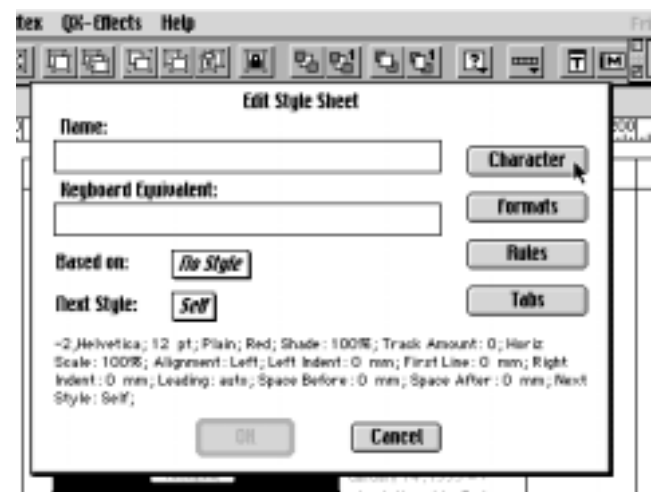 tex QX-Effects Help
Edit Style Sheet
Name:
Character
Keyboard Equivalent:
Formats
Based on: No Style
Rules
Next Style: Self
Tabs
-2,Helvetica; 12 pt; Plain; Red; Shade: 100%; Track Amount: 0; Horiz
Scale: 100%; Alignment: Left; Left Indent: 0 mm; First Line: 0 mm; Right
Indent: 0 mm; Leading: auto; Space Before: 0 mm; Space After: 0 mm; Next
Style: Self;
OK Cancel